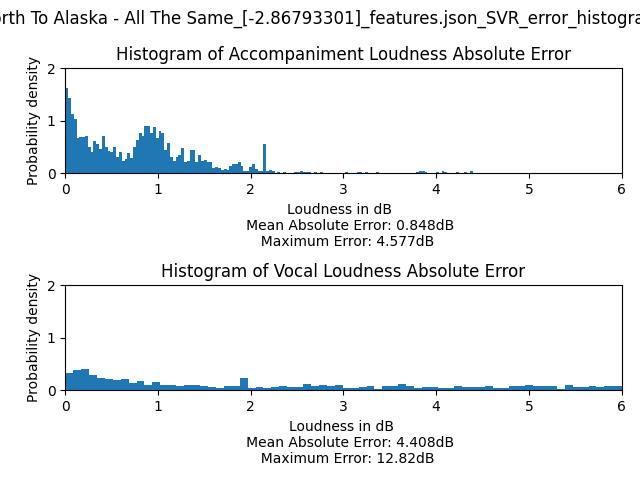 rth To Alaska - All The Same_[-2.86793301]_features.json_SVR_error_histogra
Histogram of Accompaniment Loudness Absolute Error
Probability density
2
1
0
0 1 2 3 4 5 6
Loudness in dB
Mean Absolute Error: 0.848dB
Maximum Error: 4.577dB
Histogram of Vocal Loudness Absolute Error
Probability density
2
1
0
0 1 2 3 4 5 6
Loudness in dB
Mean Absolute Error: 4.408dB
Maximum Error: 12.82dB